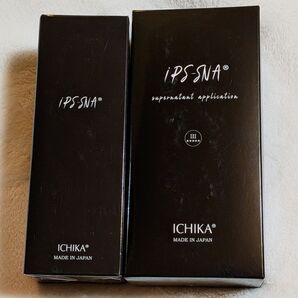 iPS-SNA®
ICHIKA®
MADE IN JAPAN
iPS-SNA®
supernatant application
III
ICHIKA®
MADE IN JAPAN